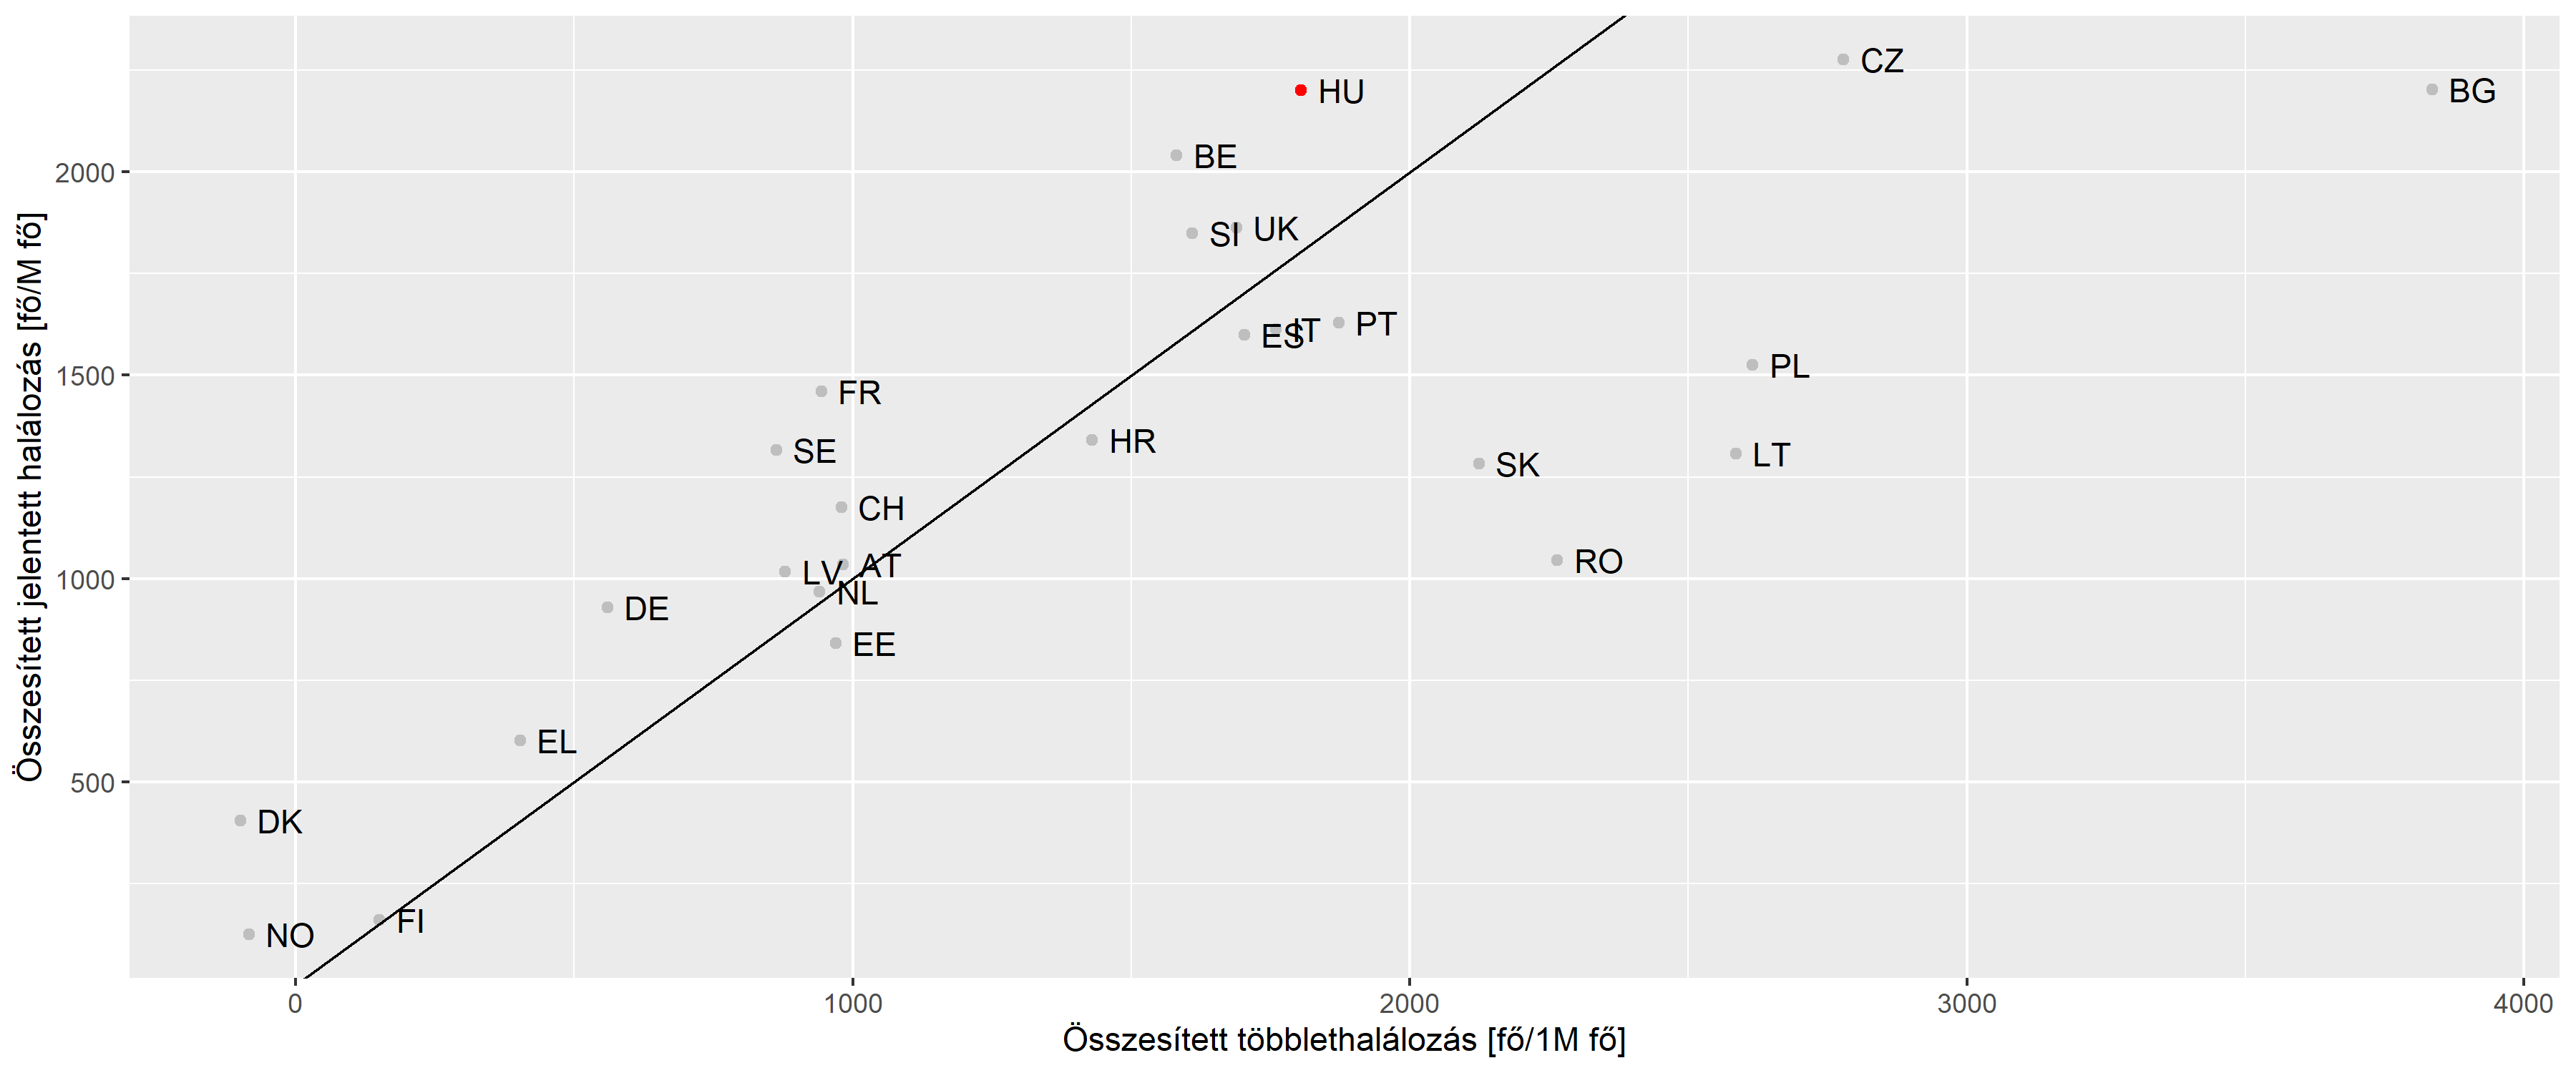 Összesített jelentett halálozás [fő/M fő]
2000
1500
1000
500
CZ
HU
BG
BE
UK
SI
PT
IT
ES
PL
FR
HR
SE
LT
SK
CH
RO
AT
LV
NL
DE
EE
EL
DK
FI
NO
0
1000
2000
3000
4000
Összesített többlethalálozás [fő/1M fő]